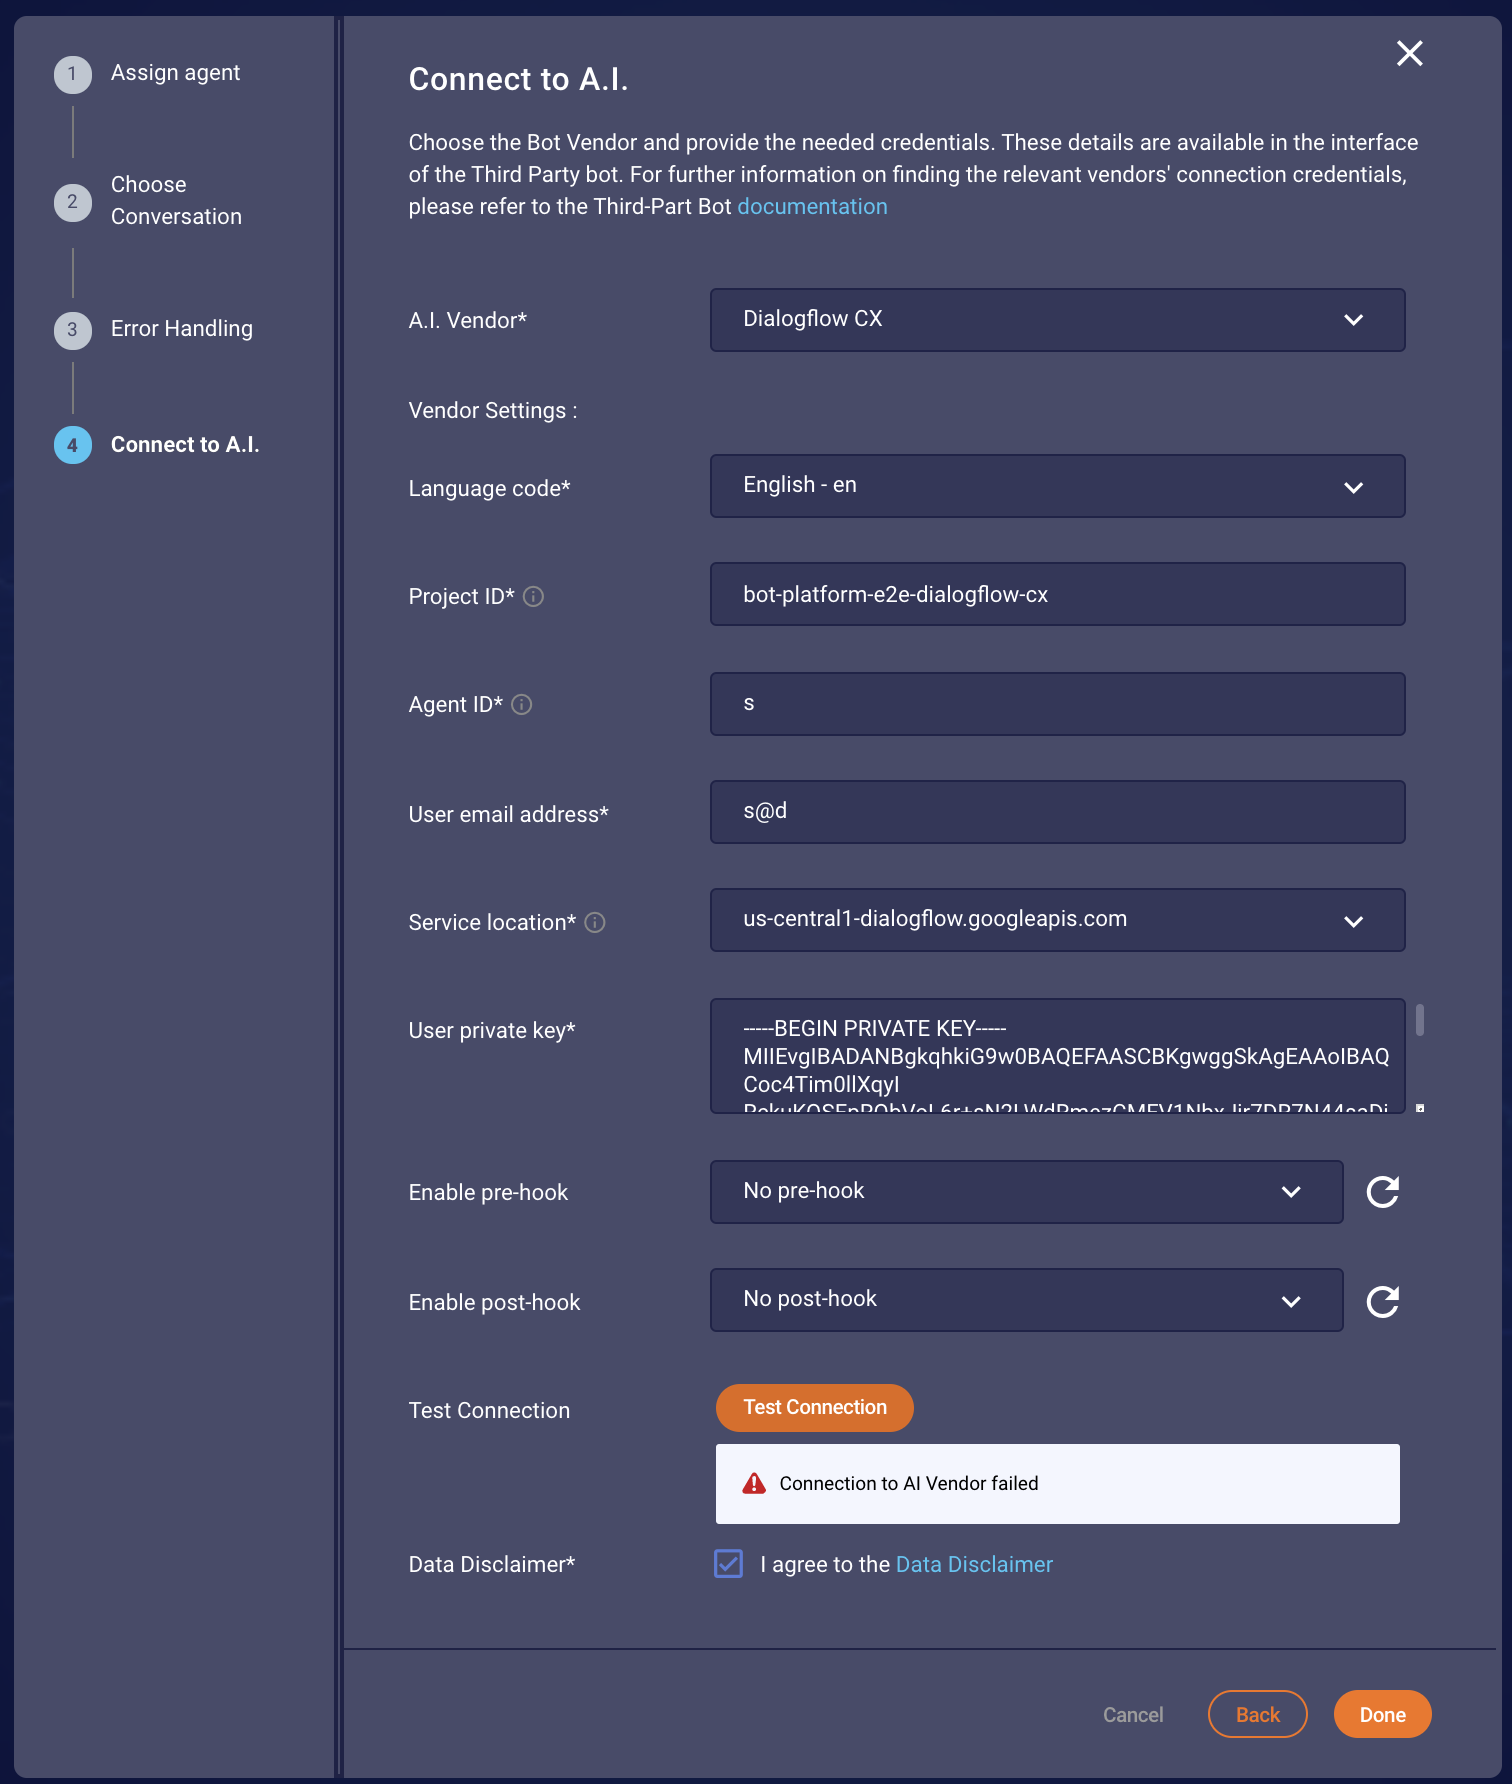 1 Assign agent
2 Choose
Conversation
3 Error Handling
4 Connect to A.I.
Connect to A.I.
Choose the Bot Vendor and provide the needed credentials. These details are available in the interface
of the Third Party bot. For further information on finding the relevant vendors' connection credentials,
please refer to the Third-Part Bot documentation
A.I. Vendor* Dialogflow CX
Vendor Settings :
Language code* English - en
Project ID* bot-platform-e2e-dialogflow-cx
Agent ID* s
User email address* s@d
Service location* us-central1-dialogflow.googleapis.com
User private key* -----BEGIN PRIVATE KEY-----
MIIEvgIBADANBgkqhkiG9w0BAQEFAASCBKgwggSkAgEAAoIBAQ
Enable pre-hook No pre-hook
Enable post-hook No post-hook
Test Connection Test Connection
Connection to AI Vendor failed
Data Disclaimer* I agree to the Data Disclaimer
Cancel Back Done